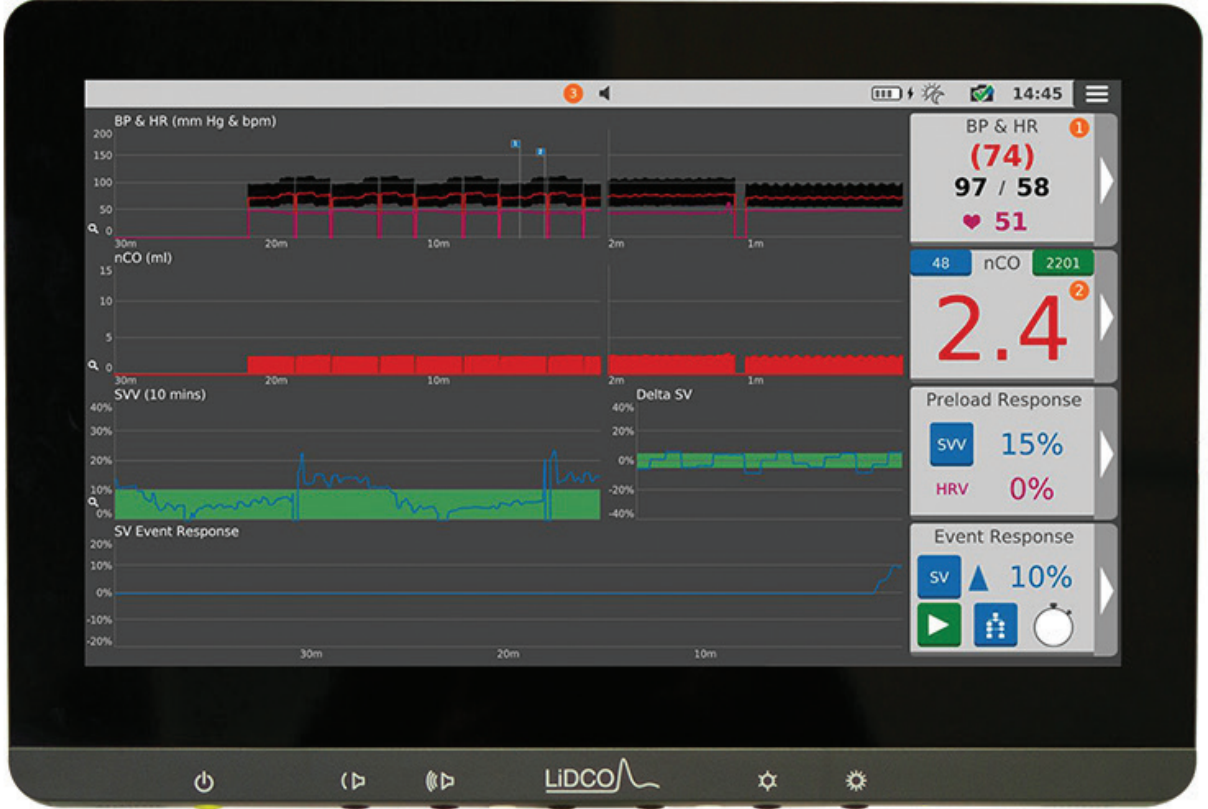 3 14:45
BP & HR (mm Hg & bpm)
200
150
100
50
0
1
2
30m 20m 10m 2m 1m
nCO (ml)
15
10
5
0
30m 20m 10m 2m 1m
SVV (10 mins)
40%
30%
20%
10%
0%
Delta SV
40%
20%
0%
-20%
-40%
SV Event Response
20%
10%
0%
-10%
-20%
30m 20m 10m
BP & HR 1
(74)
97 / 58
51
48 nCO 2201
2
2.4
Preload Response
SVV 15%
HRV 0%
Event Response
SV 10%
LiDCO